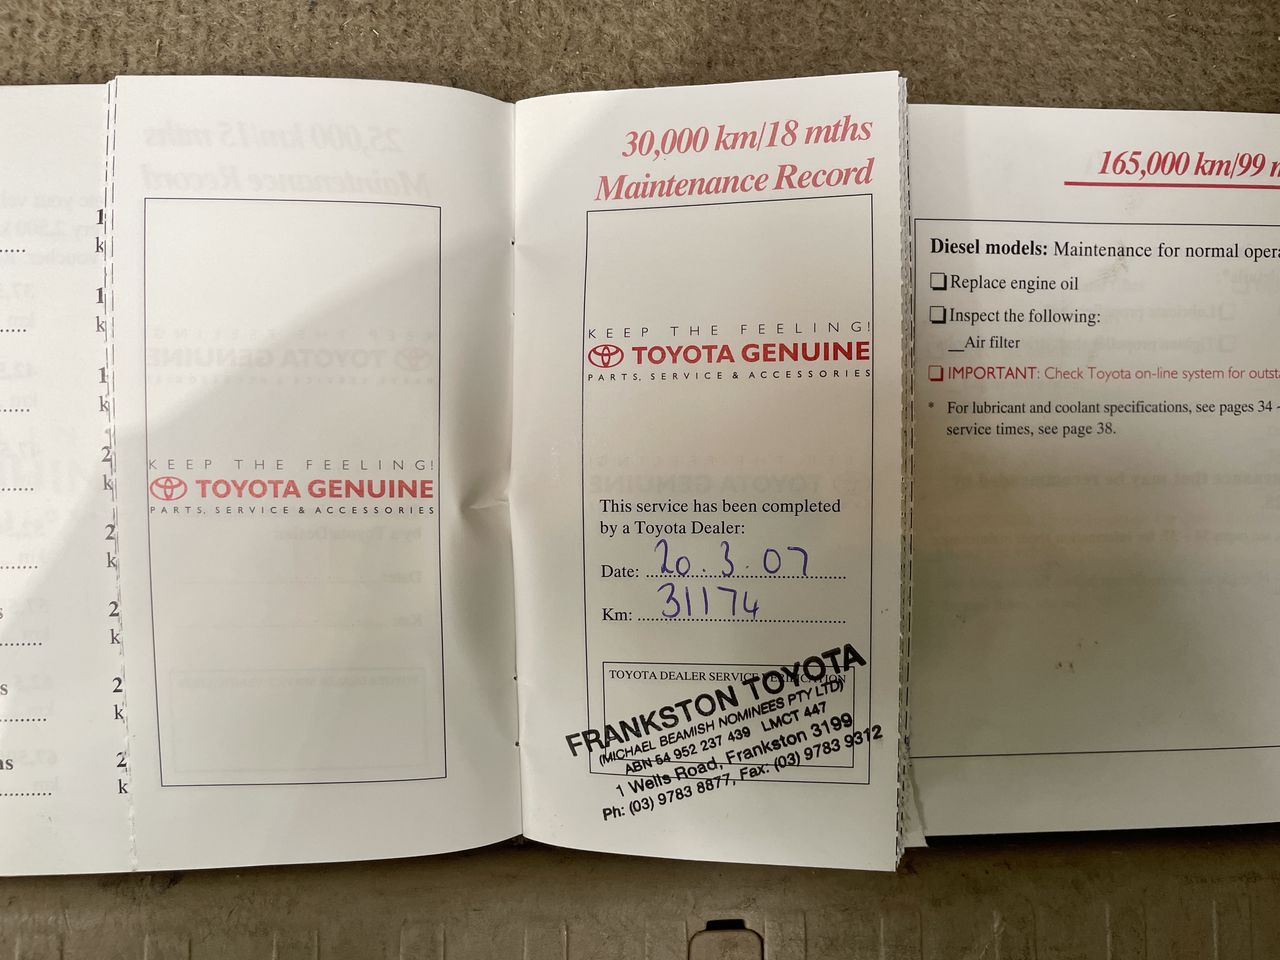 KEEP THE FEELING!
TOYOTA GENUINE
PARTS, SERVICE & ACCESSORIES
30,000 km/18 mths
Maintenance Record
KEEP THE FEELING!
TOYOTA GENUINE
PARTS, SERVICE & ACCESSORIES
This service has been completed
by a Toyota Dealer:
Date: 20.3.07
Km: 31174
TOYOTA DEALER SERVICE VERIFICATION
FRANKSTON TOYOTA
(MICHAEL BEAMISH NOMINEES PTY LTD)
ABN 54 952 237 439 LMCT 447
1 Wells Road, Frankston 3199
Ph: (03) 9783 8877, Fax: (03) 9783 9312
165,000 km/99
Diesel models: Maintenance for normal
❏ Replace engine oil
❏ Inspect the following:
__Air filter
❏ IMPORTANT: Check Toyota on-line system for
* For lubricant and coolant specifications, see pages 34
service times, see page 38.